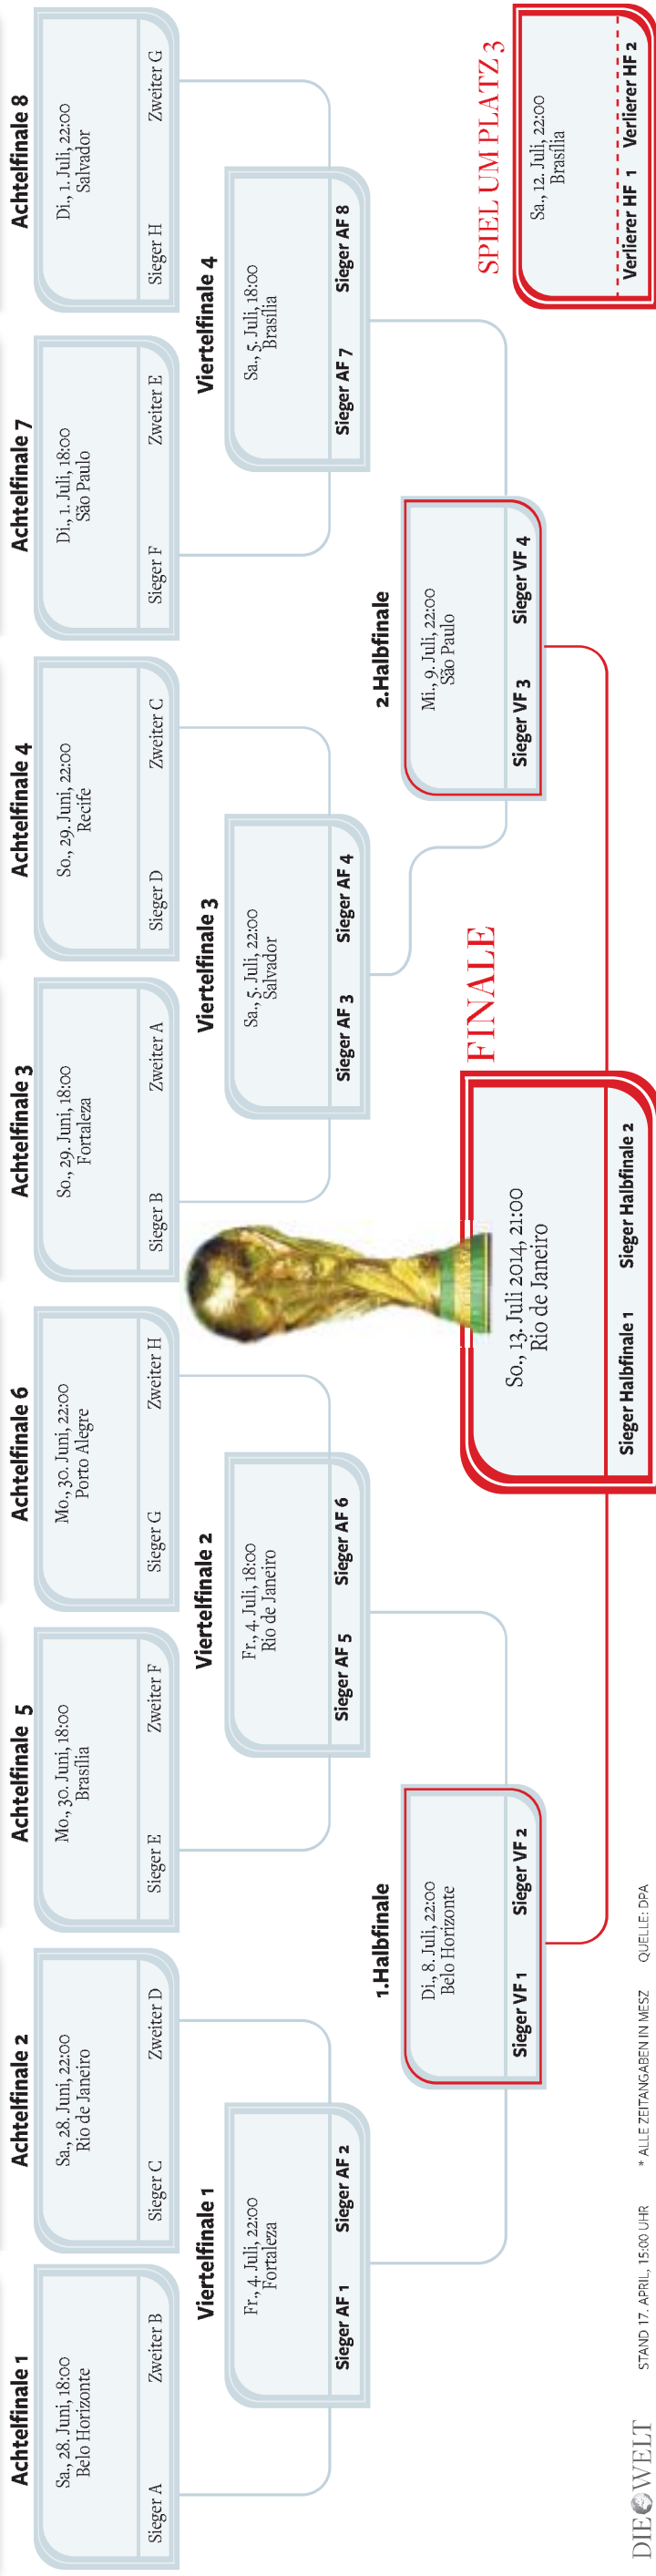 Achtelfinale 1
Sa., 28. Juni, 18:00
Belo Horizonte
Sieger A Zweiter B
Achtelfinale 2
Sa., 28. Juni, 22:00
Rio de Janeiro
Sieger C Zweiter D
Achtelfinale 5
Mo., 30. Juni, 18:00
Brasília
Sieger E Zweiter F
Achtelfinale 6
Mo., 30. Juni, 22:00
Porto Alegre
Sieger G Zweiter H
Achtelfinale 3
So., 29. Juni, 18:00
Fortaleza
Sieger B Zweiter A
Achtelfinale 4
So., 29. Juni, 22:00
Recife
Sieger D Zweiter C
Achtelfinale 7
Di., 1. Juli, 18:00
São Paulo
Sieger F Zweiter E
Achtelfinale 8
Di., 1. Juli, 22:00
Salvador
Sieger H Zweiter G
Viertelfinale 1
Fr., 4. Juli, 22:00
Fortaleza
Sieger AF 1 Sieger AF 2
Viertelfinale 2
Fr., 4. Juli, 18:00
Rio de Janeiro
Sieger AF 5 Sieger AF 6
Viertelfinale 3
Sa., 5. Juli, 22:00
Salvador
Sieger AF 3 Sieger AF 4
Viertelfinale 4
Sa., 5. Juli, 18:00
Brasília
Sieger AF 7 Sieger AF 8
1.Halbfinale
Di., 8. Juli, 22:00
Belo Horizonte
Sieger VF 1 Sieger VF 2
2.Halbfinale
Mi., 9. Juli, 22:00
São Paulo
Sieger VF 3 Sieger VF 4
FINALE
So., 13. Juli 2014, 21:00
Rio de Janeiro
Sieger Halbfinale 1 Sieger Halbfinale 2
SPIEL UM PLATZ 3
Sa., 12. Juli, 22:00
Brasília
Verlierer HF 1 Verlierer HF 2
DIE WELT STAND 17. APRIL, 15:00 UHR * ALLE ZEITANGABEN IN MESZ QUELLE: DPA